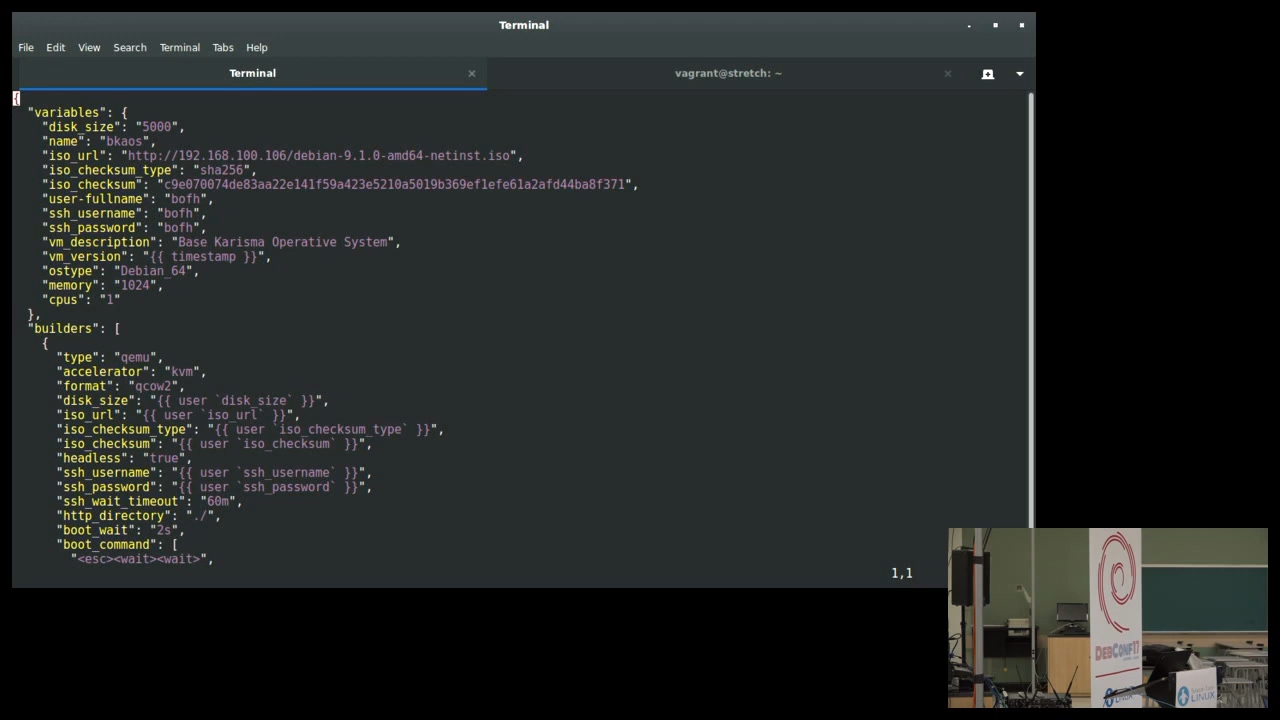 Terminal
File Edit View Search Terminal Tabs Help
Terminal
vagrant@stretch: ~
{
  "variables": {
    "disk_size": "5000",
    "name": "bkaos",
    "iso_url": "http://192.168.100.106/debian-9.1.0-amd64-netinst.iso",
    "iso_checksum_type": "sha256",
    "iso_checksum": "c9e070074de83aa22e141f59a423e5210a5019b369ef1efe61a2afd44ba8f371",
    "user-fullname": "bofh",
    "ssh_username": "bofh",
    "ssh_password": "bofh",
    "vm_description": "Base Karisma Operative System",
    "vm_version": "{{ timestamp }}",
    "ostype": "Debian_64",
    "memory": "1024",
    "cpus": "1"
  },
  "builders": [
    {
      "type": "qemu",
      "accelerator": "kvm",
      "format": "qcow2",
      "disk_size": "{{ user `disk_size` }}",
      "iso_url": "{{ user `iso_url` }}",
      "iso_checksum_type": "{{ user `iso_checksum_type` }}",
      "iso_checksum": "{{ user `iso_checksum` }}",
      "headless": "true",
      "ssh_username": "{{ user `ssh_username` }}",
      "ssh_password": "{{ user `ssh_password` }}",
      "ssh_wait_timeout": "60m",
      "http_directory": "./",
      "boot_wait": "2s",
      "boot_command": [
        "<esc><wait><wait>",
1,1
DEBCONF17
LINUX